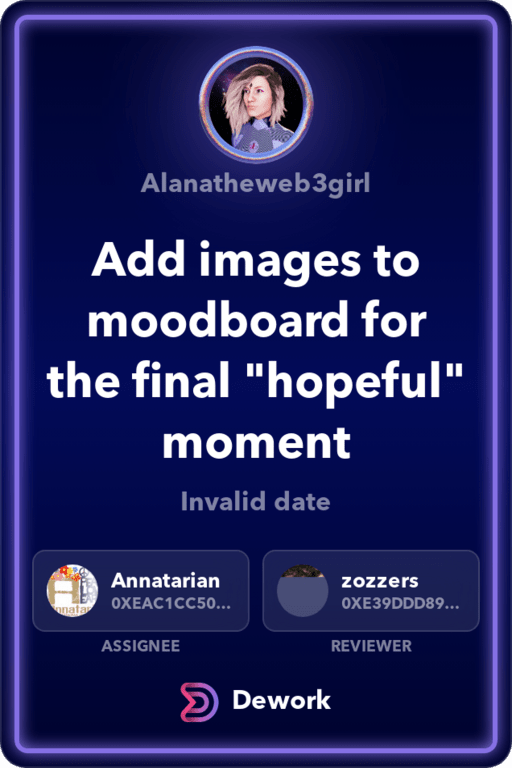 Alanatheweb3girl
Add images to
moodboard for
the final "hopeful"
moment
Invalid date
Annatarian
0XEAC1CC50...
zozzers
0XE39DDD89...
ASSIGNEE
REVIEWER
Dework